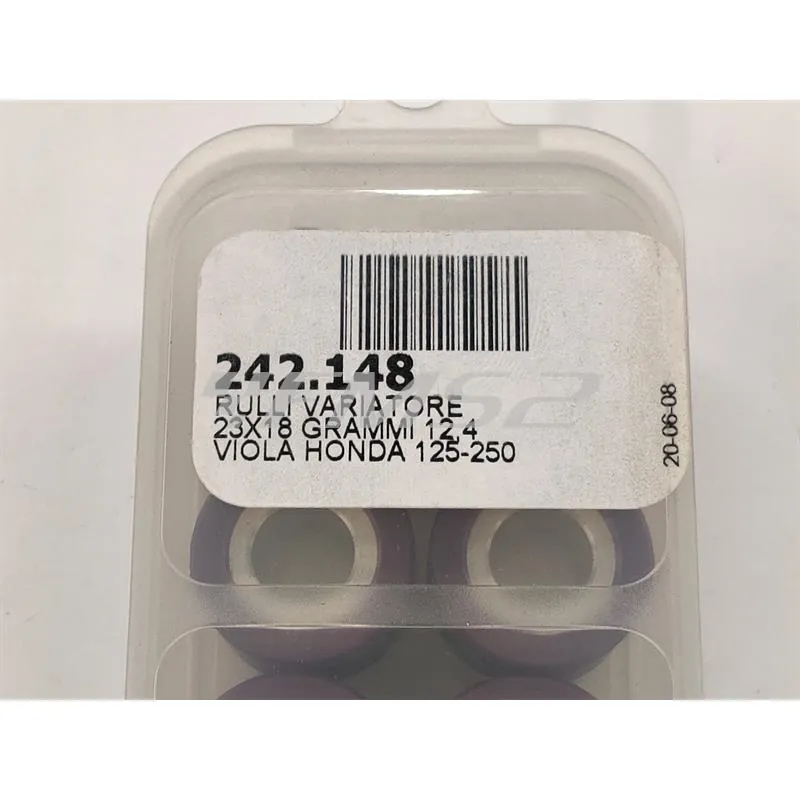 242.148
RULLI VARIATORE
23X18 GRAMMI 12,4
VIOLA HONDA 125-250
20-06-08